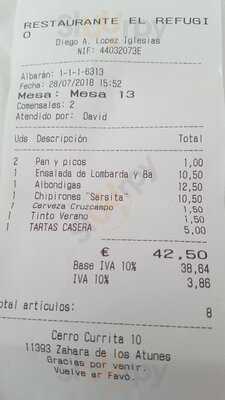 RESTAURANTE EL REFUGI
O
Diego A. Lopez Iglesias
NIF: 44032073E
Albarán: 1-1-1-6313
Fecha: 28/07/2018 15:52
Mesa: Mesa 13
Comensales: 2
Atendido por: David
Uds Descripción Total
2 Pan y picos 1,00
1 Ensalada de Lombarda y Ba 10,50
1 Albondigas 12,50
1 Chipirones "Sarsita" 10,50
1 Cerveza Cruzcampo 1,50
1 Tinto Verano 1,50
1 TARTAS CASERA 5,00
€ 42,50
Base IVA 10% 38,64
IVA 10% 3,86
otal artículos: 8
Cerro Currita 10
11393 Zahara de los Atunes
Gracias por venir.
Vuelve ar Favó.